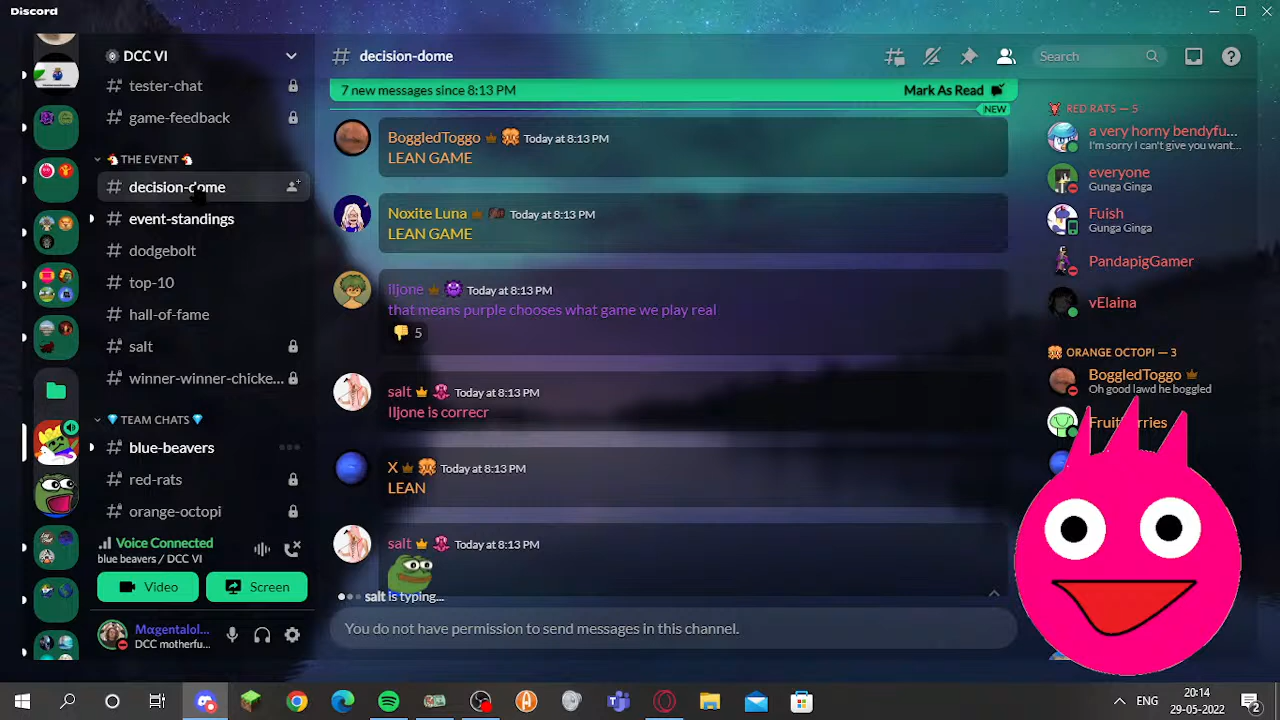 Discord
DCC VI
tester-chat
game-feedback
THE EVENT
decision-dome
event-standings
dodgebolt
top-10
hall-of-fame
salt
winner-winner-chicke...
TEAM CHATS
blue-beavers
red-rats
orange-octopi
Voice Connected
blue beavers / DCC VI
Video
Screen
Mαgentalol...
DCC motherfu...
decision-dome
Search
7 new messages since 8:13 PM
Mark As Read
NEW
BoggledToggo Today at 8:13 PM
LEAN GAME
Noxite Luna Today at 8:13 PM
LEAN GAME
iljone Today at 8:13 PM
that means purple chooses what game we play real
5
salt Today at 8:13 PM
Iljone is correcr
X Today at 8:13 PM
LEAN
salt Today at 8:13 PM
salt is typing...
You do not have permission to send messages in this channel.
RED RATS — 5
a very horny bendyfu...
I'm sorry I can't give you want...
everyone
Gunga Ginga
Fuish
Gunga Ginga
PandapigGamer
vElaina
ORANGE OCTOPI — 3
BoggledToggo
Oh good lawd he boggled
ENG
20:14
29-05-2022
2